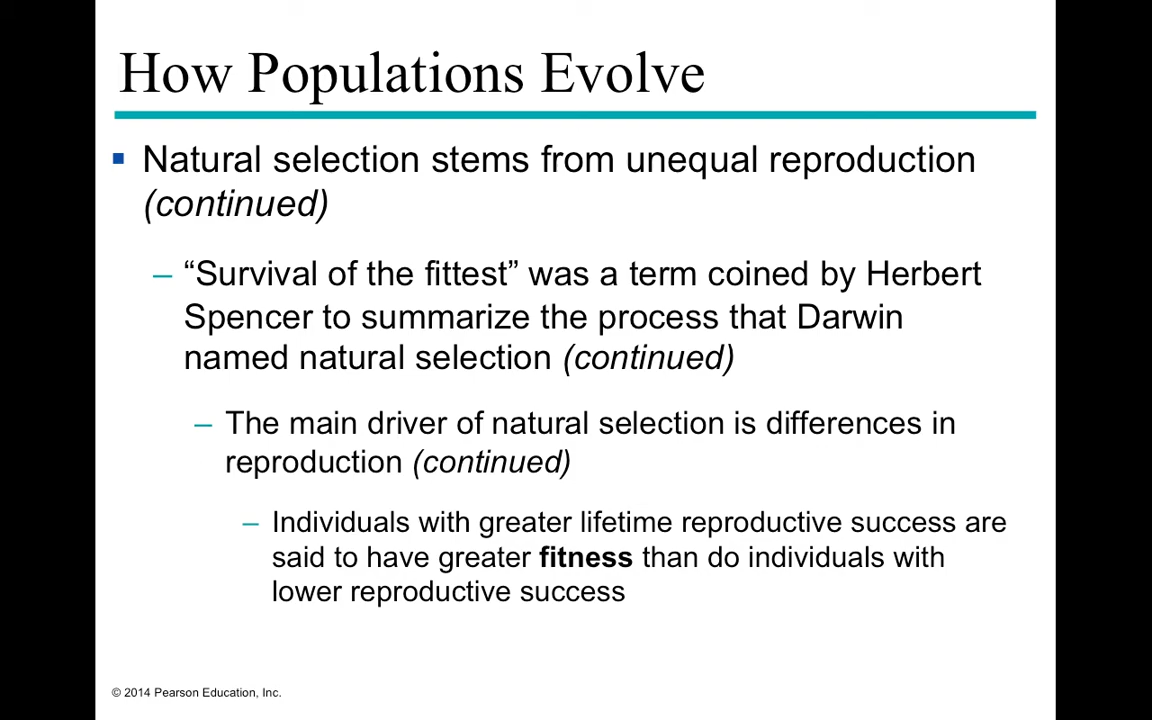 How Populations Evolve
▪ Natural selection stems from unequal reproduction
(continued)
– “Survival of the fittest” was a term coined by Herbert
Spencer to summarize the process that Darwin
named natural selection (continued)
– The main driver of natural selection is differences in
reproduction (continued)
– Individuals with greater lifetime reproductive success are
said to have greater fitness than do individuals with
lower reproductive success
© 2014 Pearson Education, Inc.